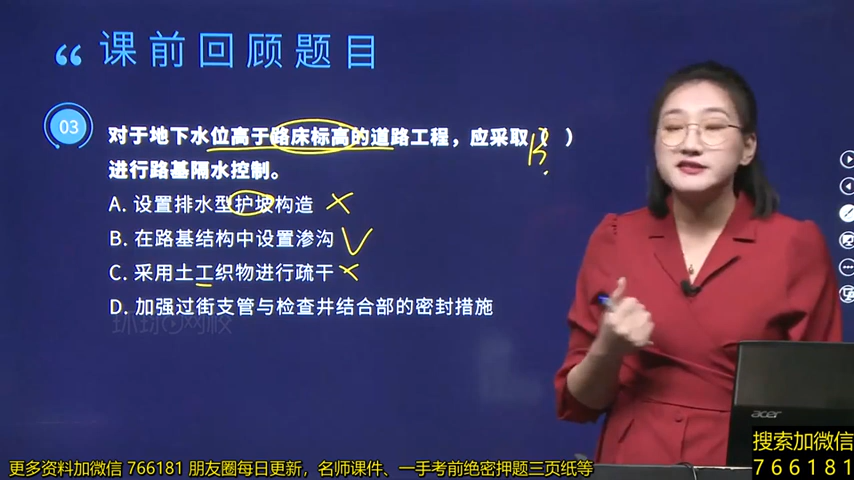 “ 课前回顾题目
03
对于地下水位高于路床标高的道路工程，应采取（B）
进行路基隔水控制。
A. 设置排水型护坡构造
B. 在路基结构中设置渗沟
C. 采用土工织物进行疏干
D. 加强过街支管与检查井结合部的密封措施
环球网校
acer
搜索加微信
766181
更多资料加微信 766181 朋友圈每日更新，名师课件、一手考前绝密押题三页纸等